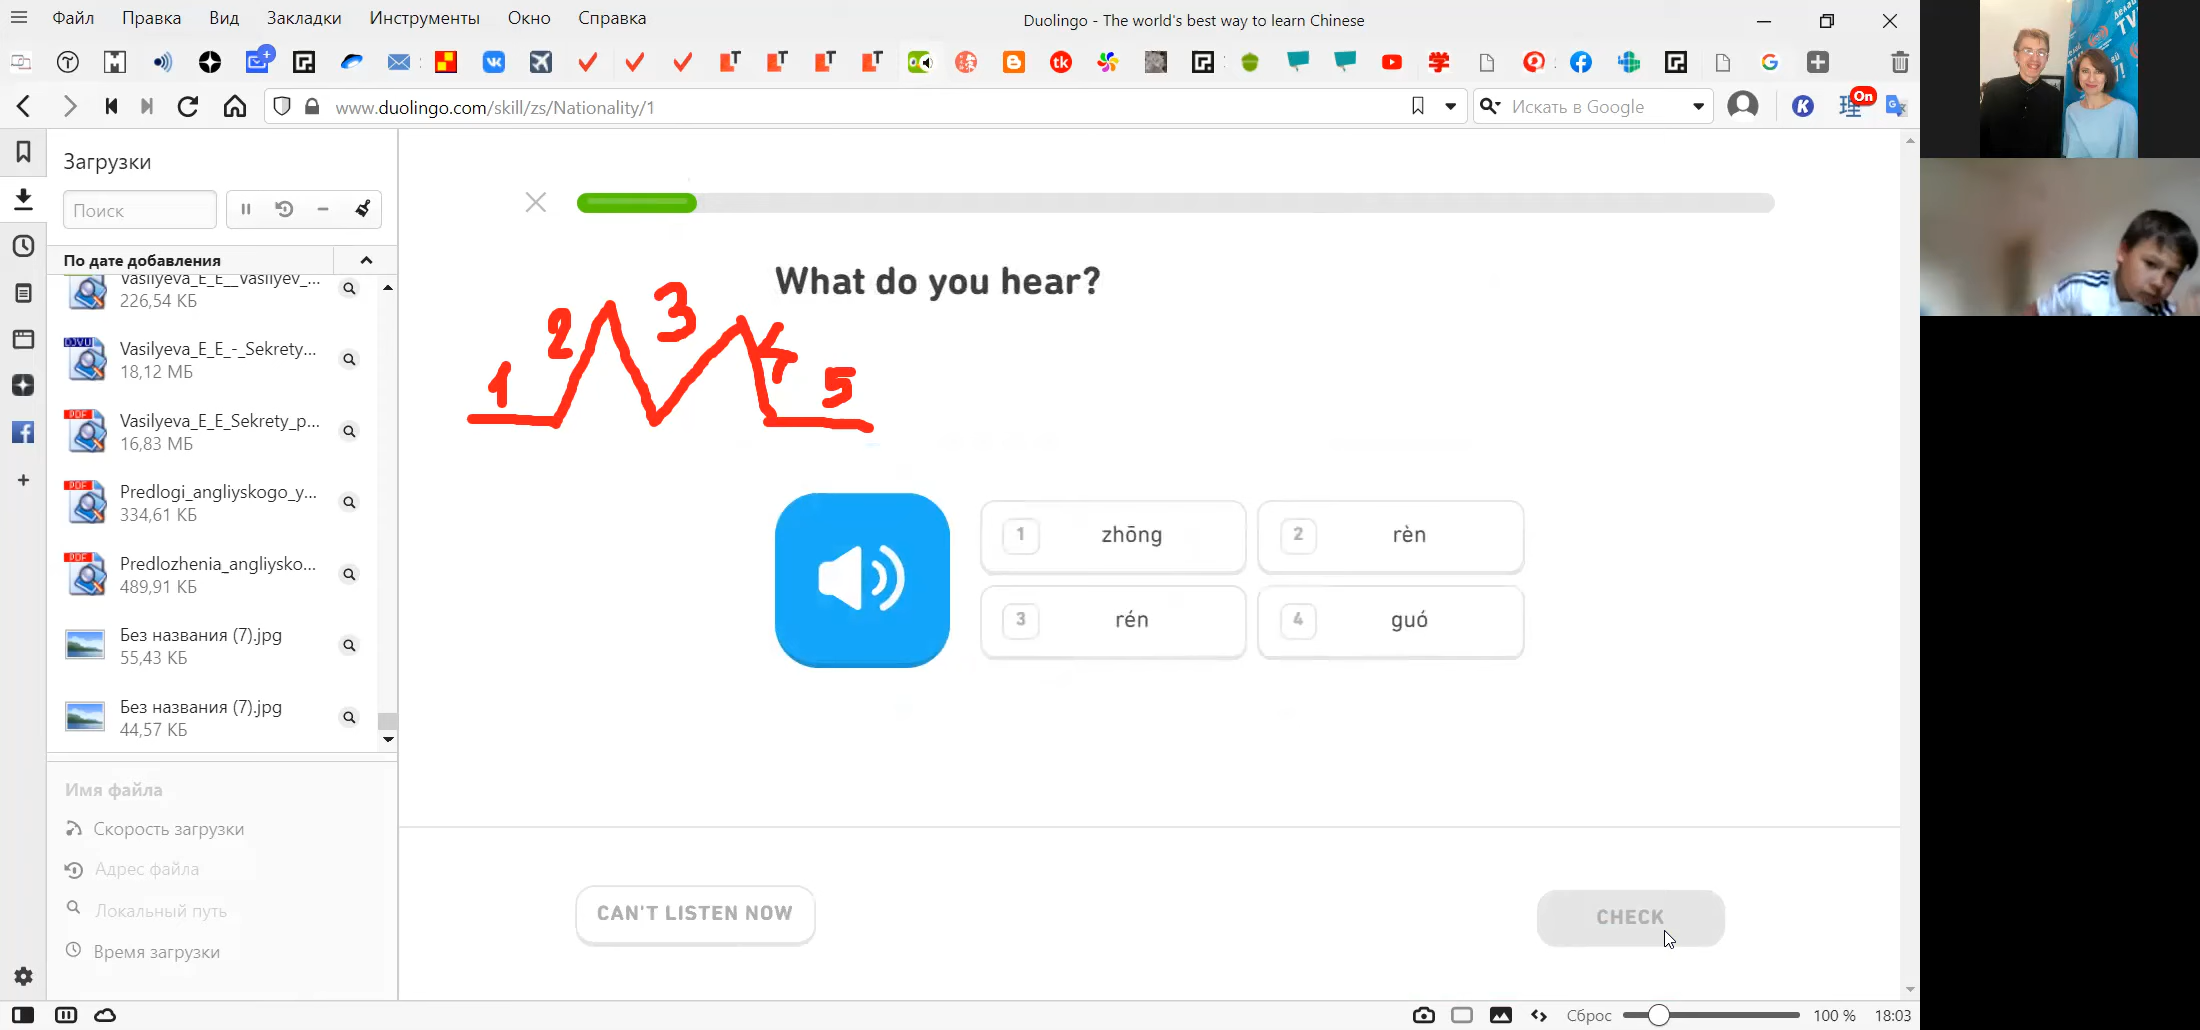 Файл Правка Вид Закладки Инструменты Окно Справка
Duolingo - The world's best way to learn Chinese
www.duolingo.com/skill/zs/Nationality/1
Искать в Google
On
Загрузки
Поиск
По дате добавления
Vasilyeva_E_E__Vasilyev_...
226,54 КБ
Vasilyeva_E_E_-_Sekrety...
18,12 МБ
Vasilyeva_E_E_Sekrety_p...
16,83 МБ
Predlogi_angliyskogo_y...
334,61 КБ
Predlozhenia_angliysko...
489,91 КБ
Без названия (7).jpg
55,43 КБ
Без названия (7).jpg
44,57 КБ
Имя файла
Скорость загрузки
Адрес файла
Локальный путь
Время загрузки
What do you hear?
1 2 3 4 5
1 zhōng
2 rèn
3 rén
4 guó
CAN'T LISTEN NOW
CHECK
Сброс 100 % 18:03